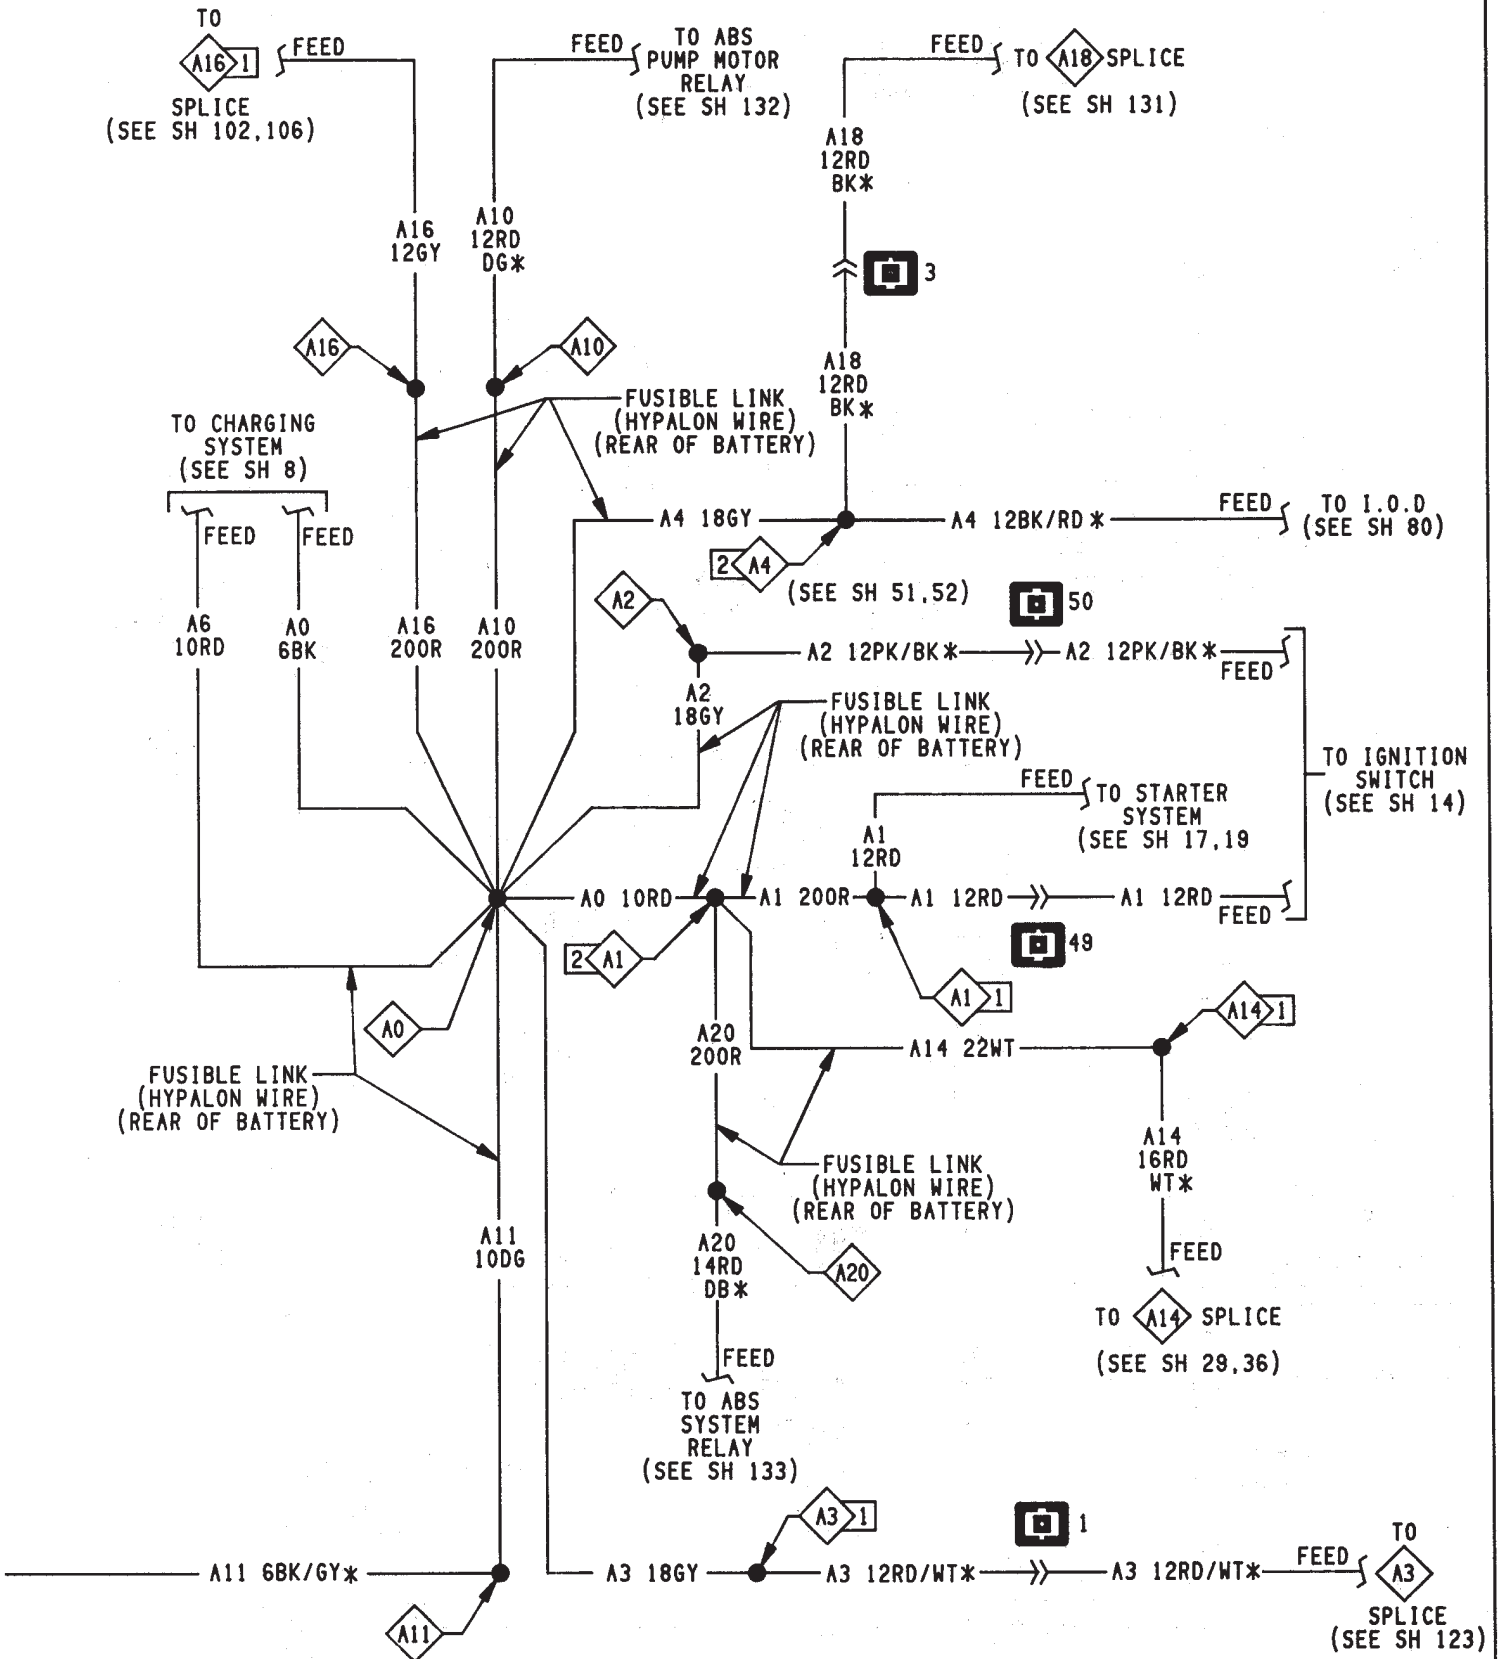 TO
A16 1
SPLICE
(SEE SH 102,106)
FEED
FEED
TO ABS
PUMP MOTOR
RELAY
(SEE SH 132)
FEED
TO A18 SPLICE
(SEE SH 131)
A18
12RD
BK*
A16
12GY
A10
12RD
DG*
3
A16
A10
A18
12RD
BK*
FUSIBLE LINK
(HYPALON WIRE)
(REAR OF BATTERY)
TO CHARGING
SYSTEM
(SEE SH 8)
FEED
FEED
A4 18GY
A4 12BK/RD *
FEED
TO I.O.D
(SEE SH 80)
2 A4
(SEE SH 51,52)
A2
50
A6
10RD
A0
6BK
A16
200R
A10
200R
A2 12PK/BK*
A2 12PK/BK*
FEED
A2
18GY
FUSIBLE LINK
(HYPALON WIRE)
(REAR OF BATTERY)
TO IGNITION
SWITCH
(SEE SH 14)
FEED
TO STARTER
SYSTEM
(SEE SH 17,19
A1
12RD
A0 10RD
A1 200R
A1 12RD
A1 12RD
FEED
49
2 A1
A1 1
A14 1
A0
A20
200R
A14 22WT
FUSIBLE LINK
(HYPALON WIRE)
(REAR OF BATTERY)
A14
16RD
WT*
FUSIBLE LINK
(HYPALON WIRE)
(REAR OF BATTERY)
A11
10DG
A20
14RD
DB*
A20
FEED
TO A14 SPLICE
(SEE SH 29,36)
FEED
TO ABS
SYSTEM
RELAY
(SEE SH 133)
A3 1
1
A11 6BK/GY*
A3 18GY
A3 12RD/WT*
A3 12RD/WT*
FEED
TO
A3
SPLICE
(SEE SH 123)
A11